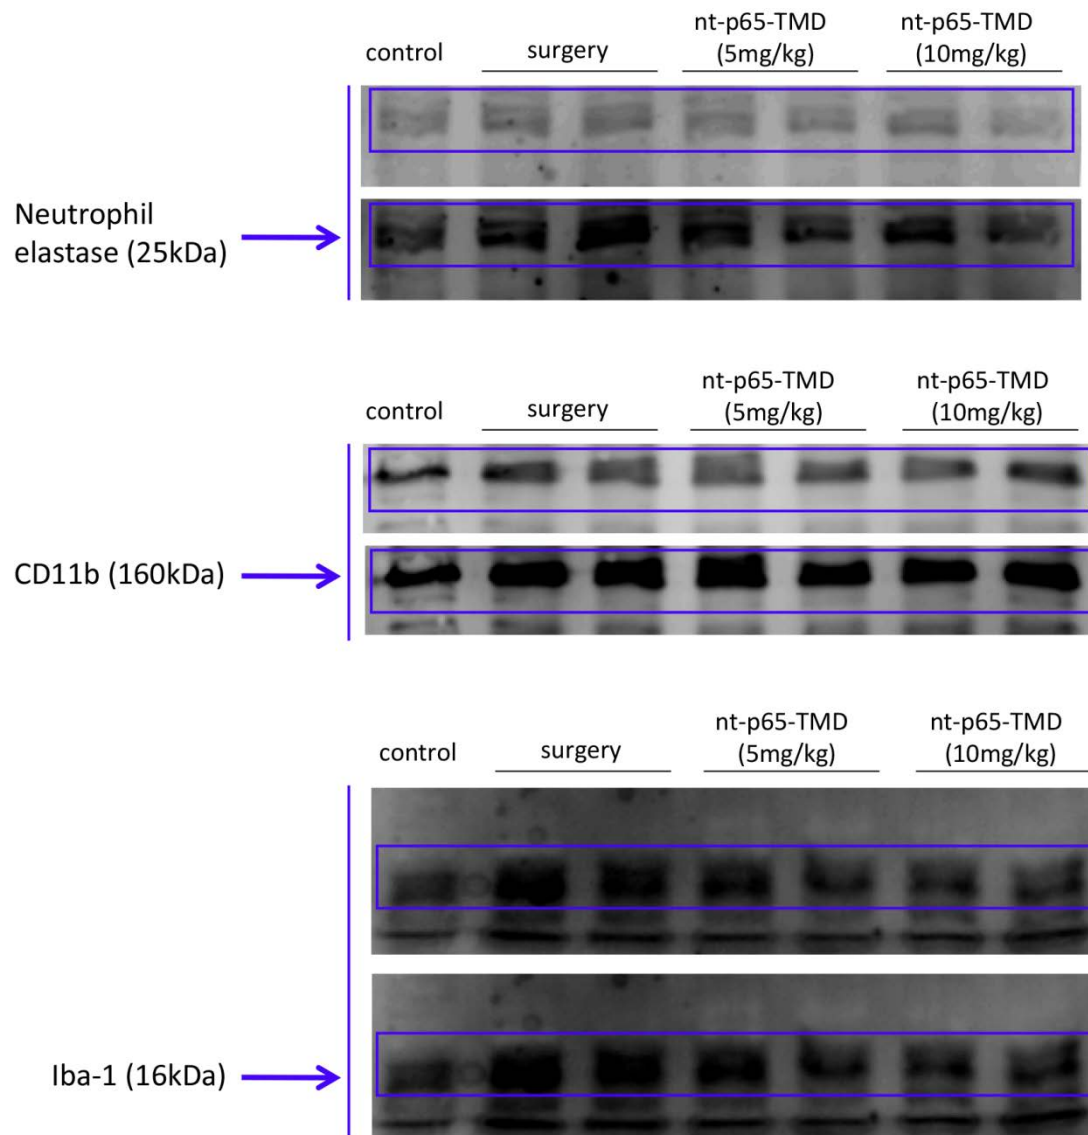 nt-p65-TMD nt-p65-TMD
control surgery (5mg/kg) (10mg/kg)
Neutrophil
elastase (25kDa)
nt-p65-TMD nt-p65-TMD
control surgery (5mg/kg) (10mg/kg)
CD11b (160kDa)
nt-p65-TMD nt-p65-TMD
control surgery (5mg/kg) (10mg/kg)
Iba-1 (16kDa)